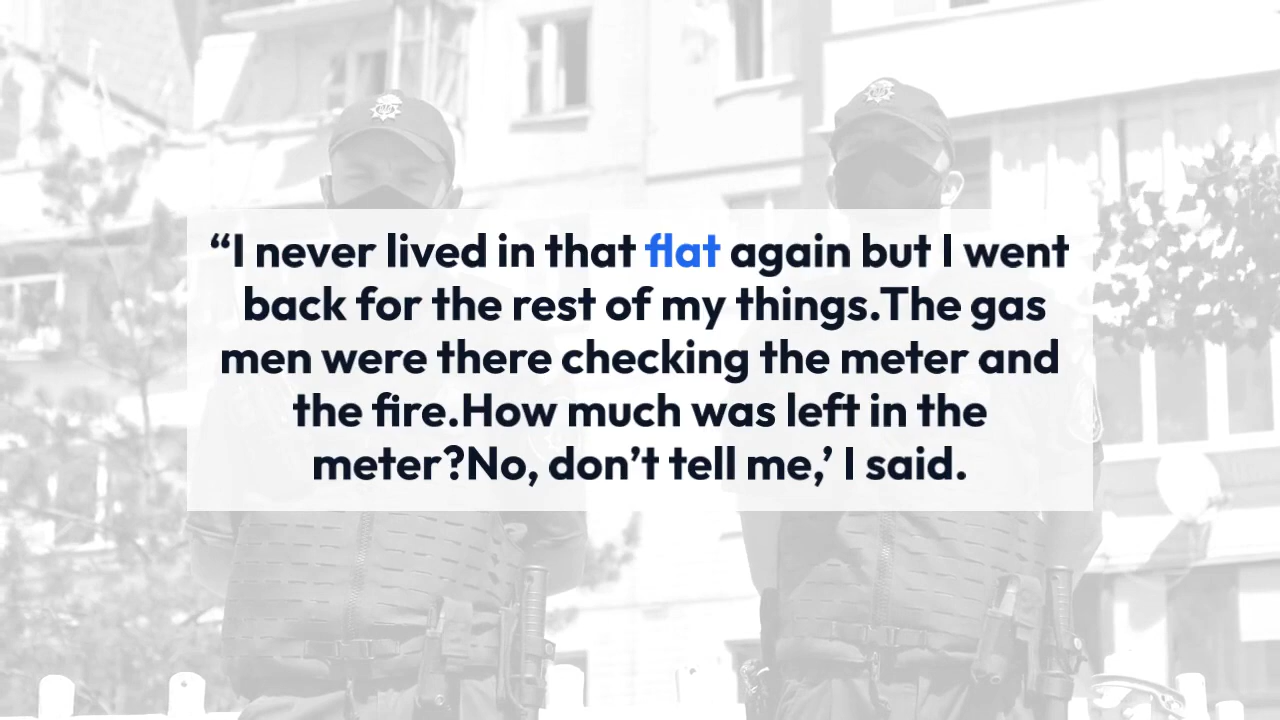 “I never lived in that flat again but I went
back for the rest of my things.The gas
men were there checking the meter and
the fire.How much was left in the
meter?No, don’t tell me,’ I said.